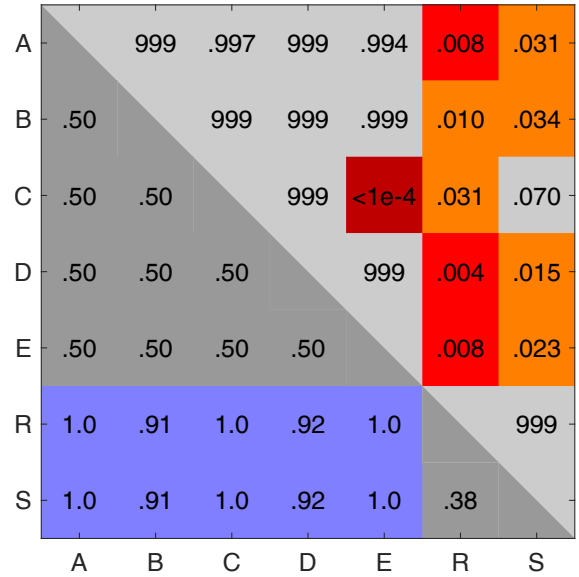 A 999 .997 999 .994 .008 .031
B .50 999 999 .999 .010 .034
C .50 .50 999 <1e-4 .031 .070
D .50 .50 .50 999 .004 .015
E .50 .50 .50 .50 .008 .023
R 1.0 .91 1.0 .92 1.0 999
S 1.0 .91 1.0 .92 1.0 .38
A B C D E R S